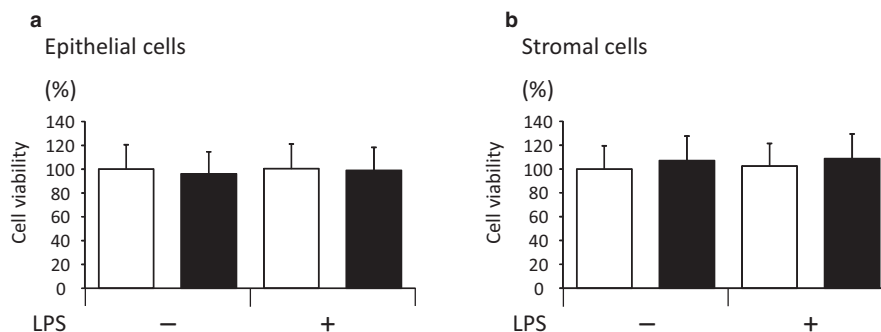 a
Epithelial cells
(%)
Cell viability
140
120
100
80
60
40
20
0
LPS − +
b
Stromal cells
(%)
Cell viability
140
120
100
80
60
40
20
0
LPS − +